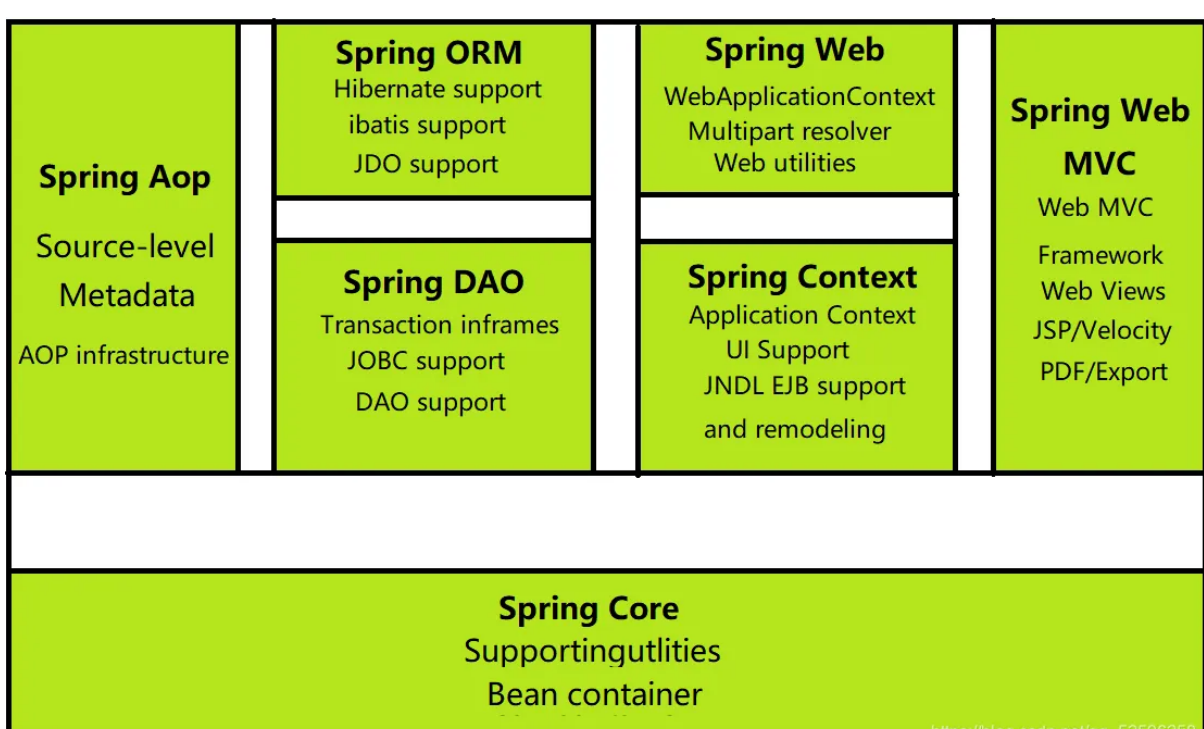 Spring Aop
Source-level
Metadata
AOP infrastructure
Spring ORM
Hibernate support
ibatis support
JDO support
Spring DAO
Transaction inframes
JOBC support
DAO support
Spring Web
WebApplicationContext
Multipart resolver
Web utilities
Spring Context
Application Context
UI Support
JNDL EJB support
and remodeling
Spring Web
MVC
Web MVC
Framework
Web Views
JSP/Velocity
PDF/Export
Spring Core
Supportingutlities
Bean container